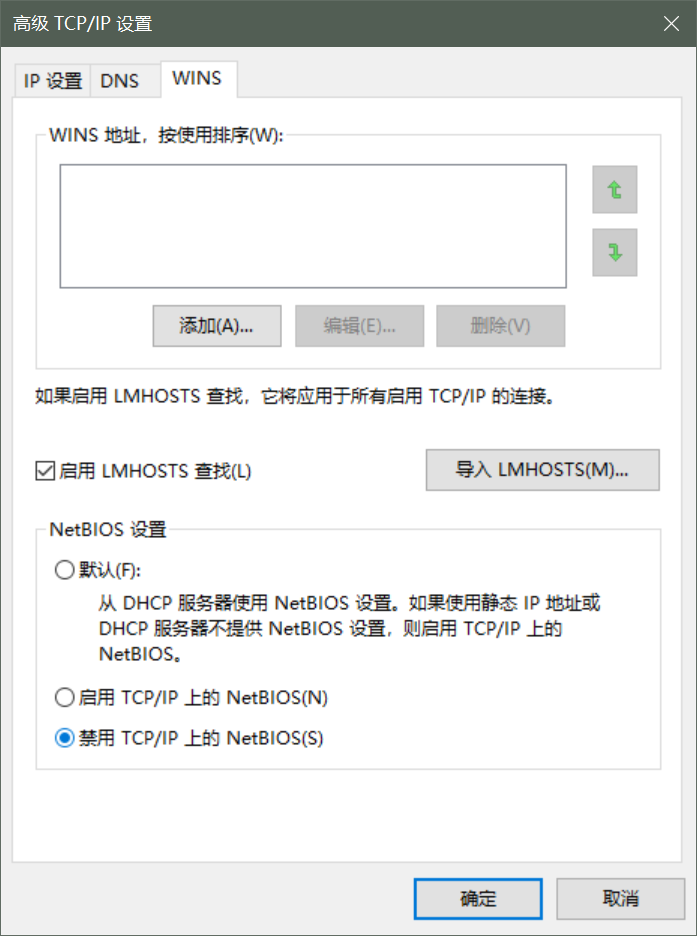 高级 TCP/IP 设置
IP 设置 DNS WINS
WINS 地址，按使用排序(W):
添加(A)... 编辑(E)... 删除(V)
如果启用 LMHOSTS 查找，它将应用于所有启用 TCP/IP 的连接。
启用 LMHOSTS 查找(L) 导入 LMHOSTS(M)...
NetBIOS 设置
默认(F):
从 DHCP 服务器使用 NetBIOS 设置。如果使用静态 IP 地址或
DHCP 服务器不提供 NetBIOS 设置，则启用 TCP/IP 上的
NetBIOS。
启用 TCP/IP 上的 NetBIOS(N)
禁用 TCP/IP 上的 NetBIOS(S)
确定 取消